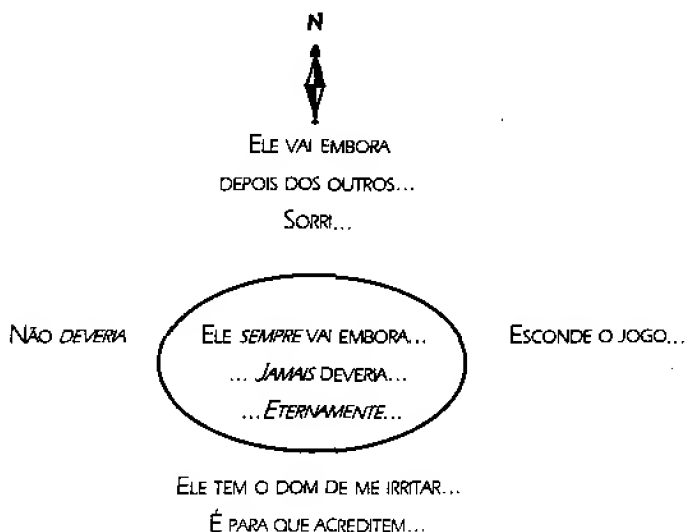 N
ELE VAI EMBORA
DEPOIS DOS OUTROS...
SORRI...
NÃO DEVERIA
ELE SEMPRE VAI EMBORA...
... JAMAIS DEVERIA...
...ETERNAMENTE...
ESCONDE O JOGO...
ELE TEM O DOM DE ME IRRITAR...
É PARA QUE ACREDITEM...